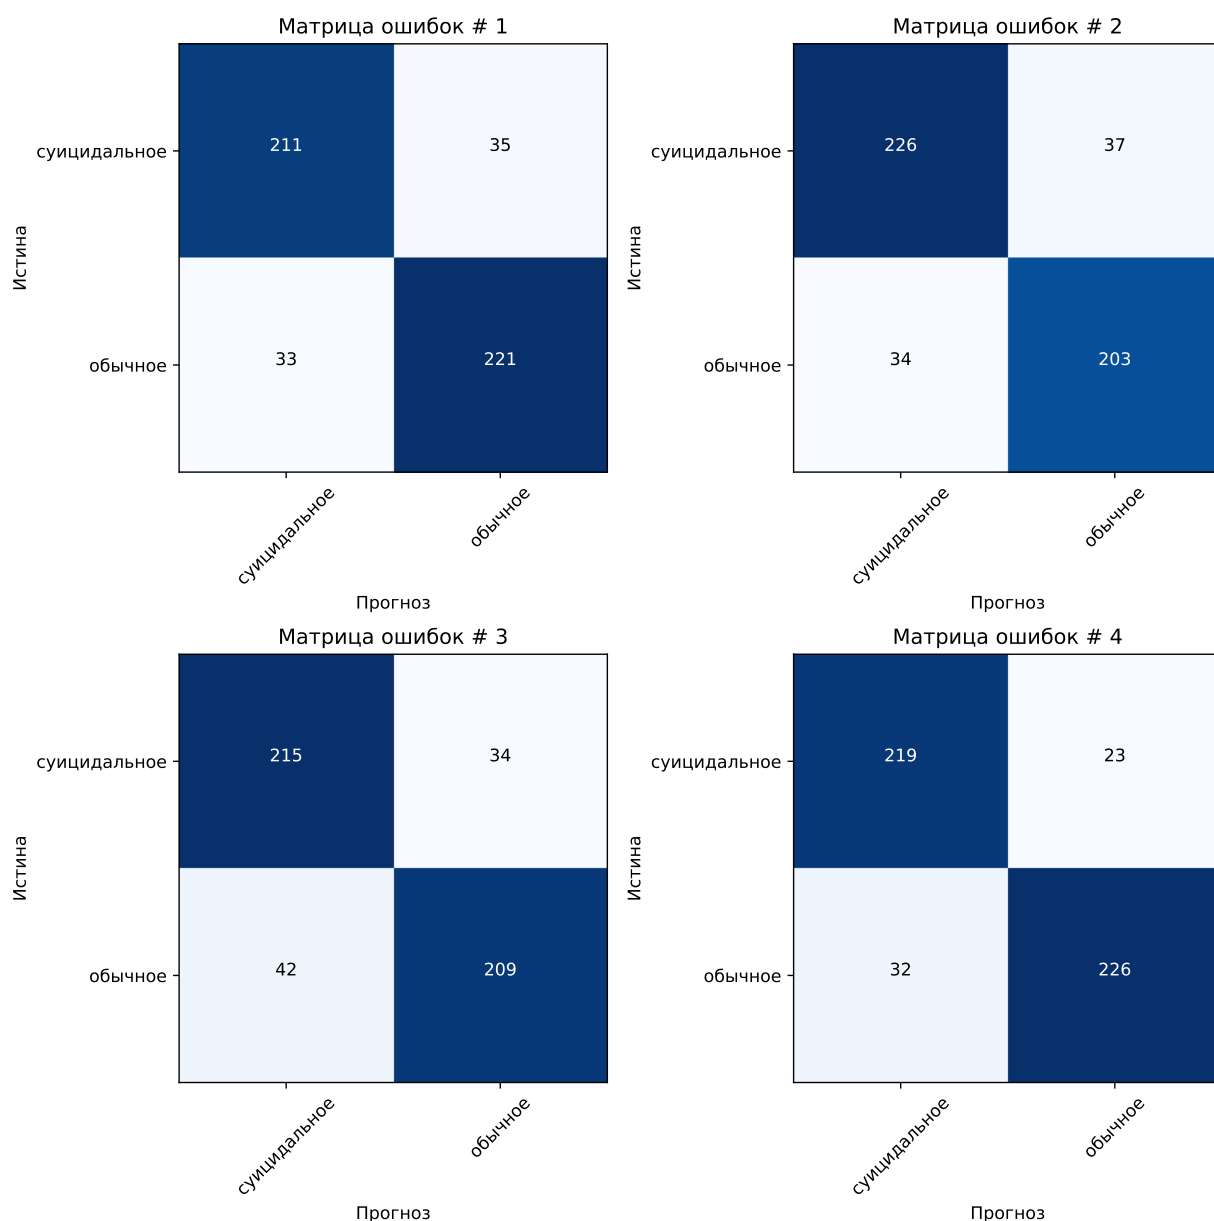 Матрица ошибок # 1
суицидальное
211
35
обычное
33
221
Истина
суицидальное
обычное
Прогноз
Матрица ошибок # 2
суицидальное
226
37
обычное
34
203
Истина
суицидальное
обычное
Прогноз
Матрица ошибок # 3
суицидальное
215
34
обычное
42
209
Истина
суицидальное
обычное
Прогноз
Матрица ошибок # 4
суицидальное
219
23
обычное
32
226
Истина
суицидальное
обычное
Прогноз